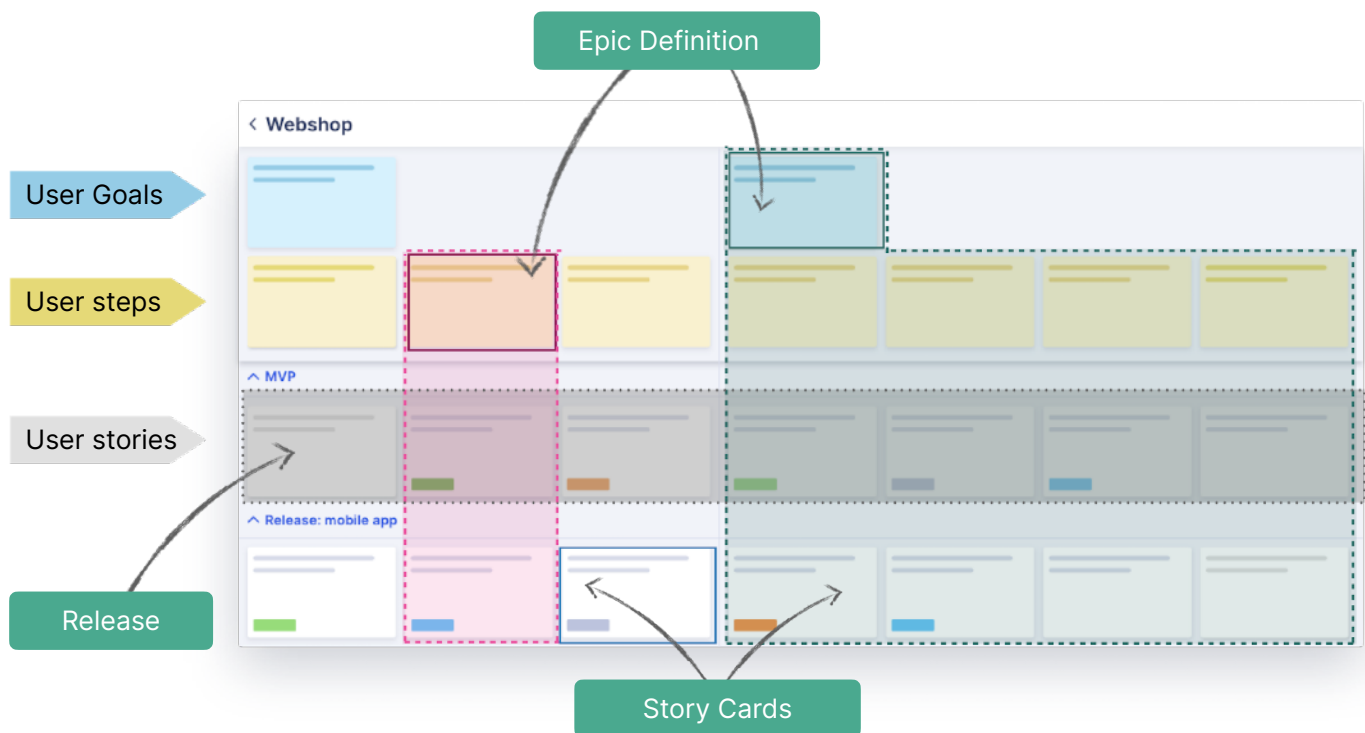 Epic Definition
< Webshop
User Goals
User steps
MVP
User stories
Release: mobile app
Release
Story Cards